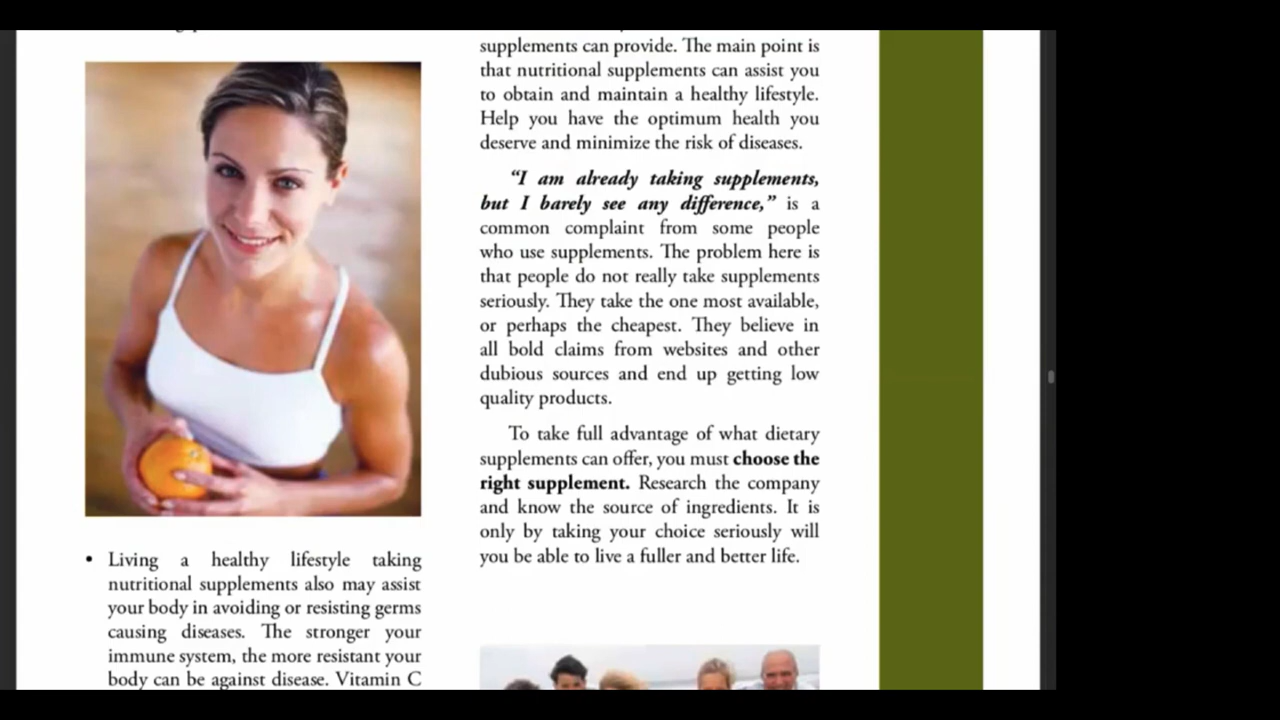 • Living a healthy lifestyle taking
nutritional supplements also may assist
your body in avoiding or resisting germs
causing diseases. The stronger your
immune system, the more resistant your
body can be against disease. Vitamin C
supplements can provide. The main point is
that nutritional supplements can assist you
to obtain and maintain a healthy lifestyle.
Help you have the optimum health you
deserve and minimize the risk of diseases.
“I am already taking supplements,
but I barely see any difference,” is a
common complaint from some people
who use supplements. The problem here is
that people do not really take supplements
seriously. They take the one most available,
or perhaps the cheapest. They believe in
all bold claims from websites and other
dubious sources and end up getting low
quality products.
To take full advantage of what dietary
supplements can offer, you must choose the
right supplement. Research the company
and know the source of ingredients. It is
only by taking your choice seriously will
you be able to live a fuller and better life.